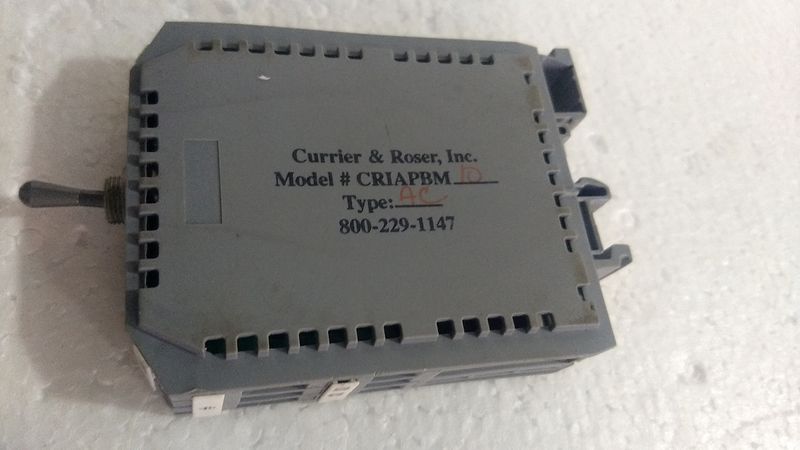 Currier & Roser, Inc.
Model # CRIAPBM 10
Type: AC
800-229-1147